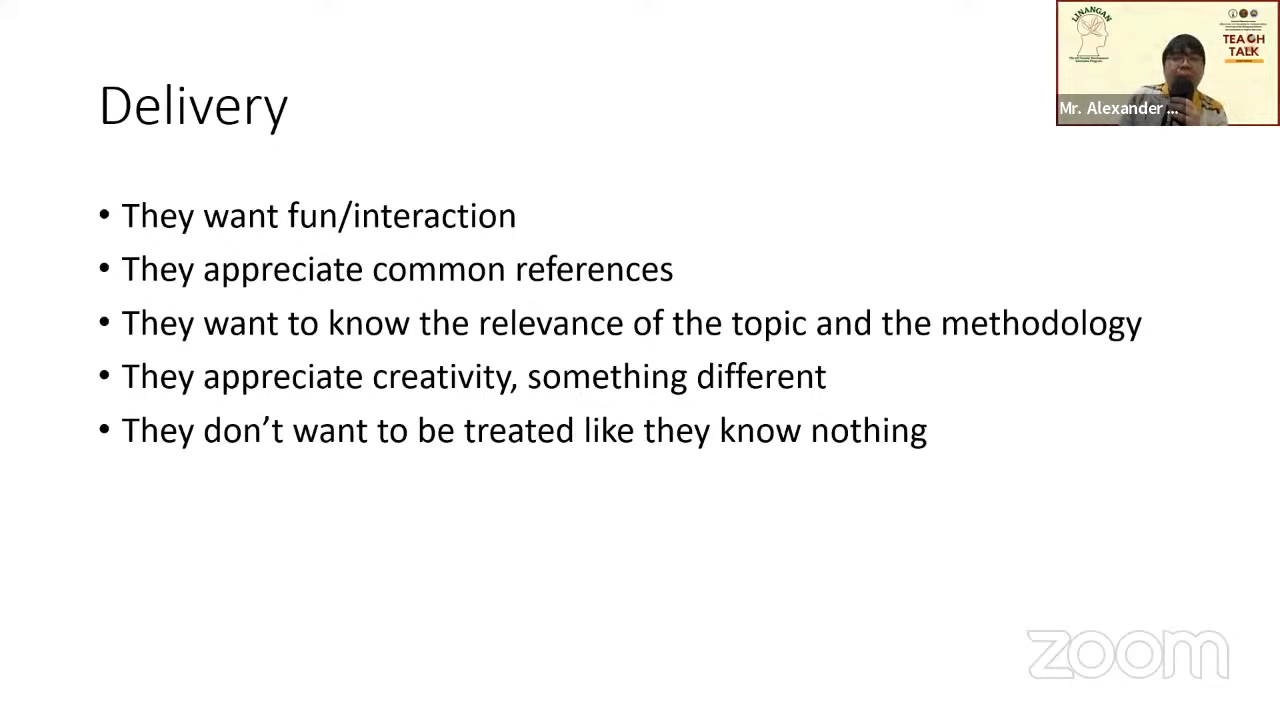 Delivery
• They want fun/interaction
• They appreciate common references
• They want to know the relevance of the topic and the methodology
• They appreciate creativity, something different
• They don’t want to be treated like they know nothing
LINANGAN
TEACH
TALK
Mr. Alexander ...
zoom